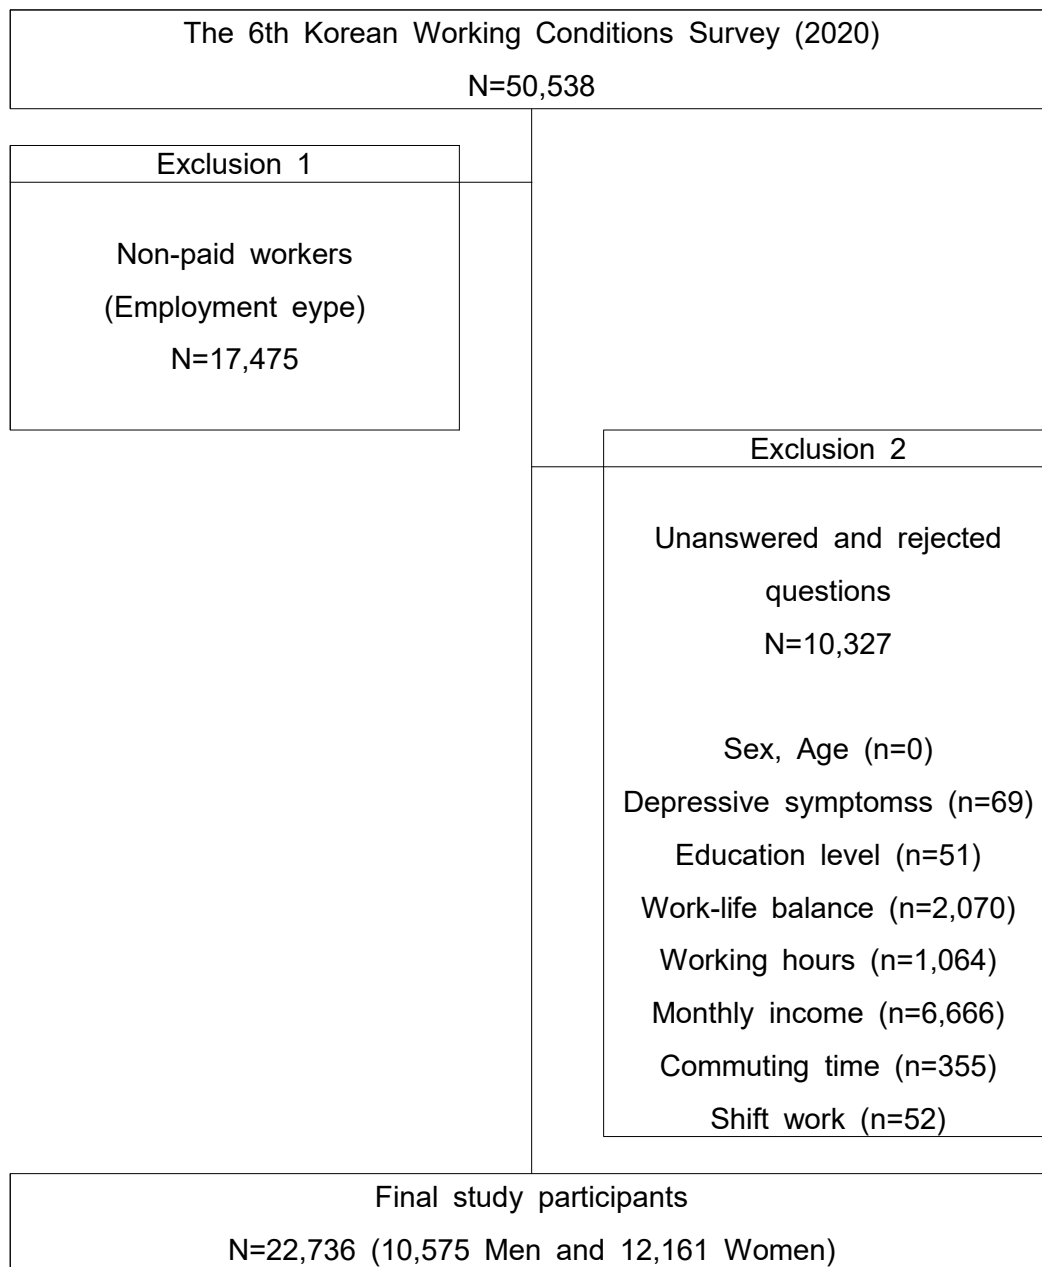 The 6th Korean Working Conditions Survey (2020)
N=50,538
Exclusion 1
Non-paid workers
(Employment eype)
N=17,475
Exclusion 2
Unanswered and rejected
questions
N=10,327
Sex, Age (n=0)
Depressive symptomss (n=69)
Education level (n=51)
Work-life balance (n=2,070)
Working hours (n=1,064)
Monthly income (n=6,666)
Commuting time (n=355)
Shift work (n=52)
Final study participants
N=22,736 (10,575 Men and 12,161 Women)